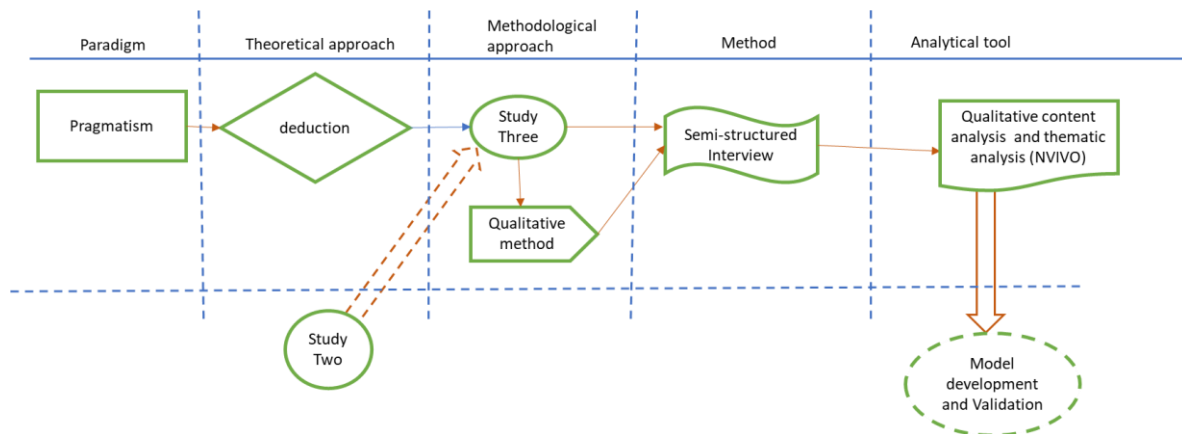 Paradigm
Theoretical approach
Methodological
approach
Method
Analytical tool
Pragmatism
deduction
Study
Three
Semi-structured
Interview
Qualitative content
analysis and thematic
analysis (NVIVO)
Qualitative
method
Study
Two
Model
development
and Validation